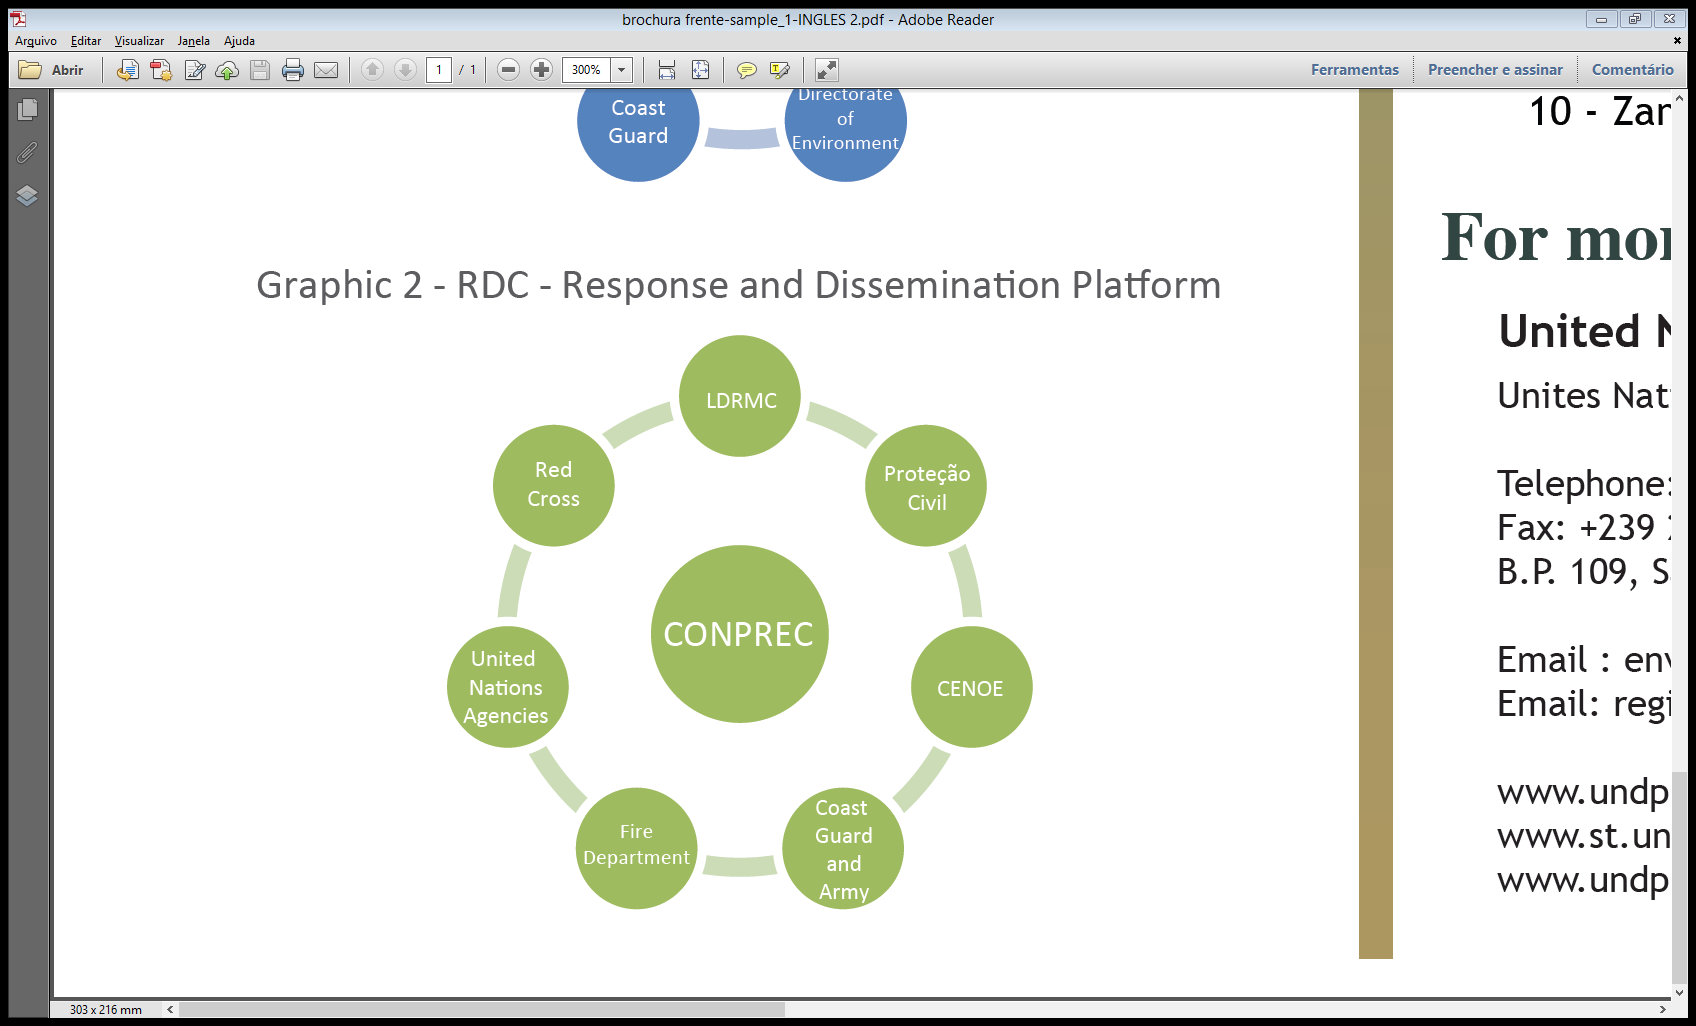 brochura frente-sample_1-INGLES 2.pdf - Adobe Reader
Arquivo Editar Visualizar Janela Ajuda
Abrir 1 / 1 300% Ferramentas Preencher e assinar Comentário
Coast
Guard
Directorate
of
Environment
Graphic 2 - RDC - Response and Dissemination Platform
LDRMC
Red
Cross
Proteção
Civil
CONPREC
United
Nations
Agencies
CENOE
Fire
Department
Coast
Guard
and
Army
10 - Zan
For mor
United N
Unites Nat
Telephone:
Fax: +239
B.P. 109, S
Email : env
Email: regi
www.undp
www.st.un
www.undp
303 x 216 mm